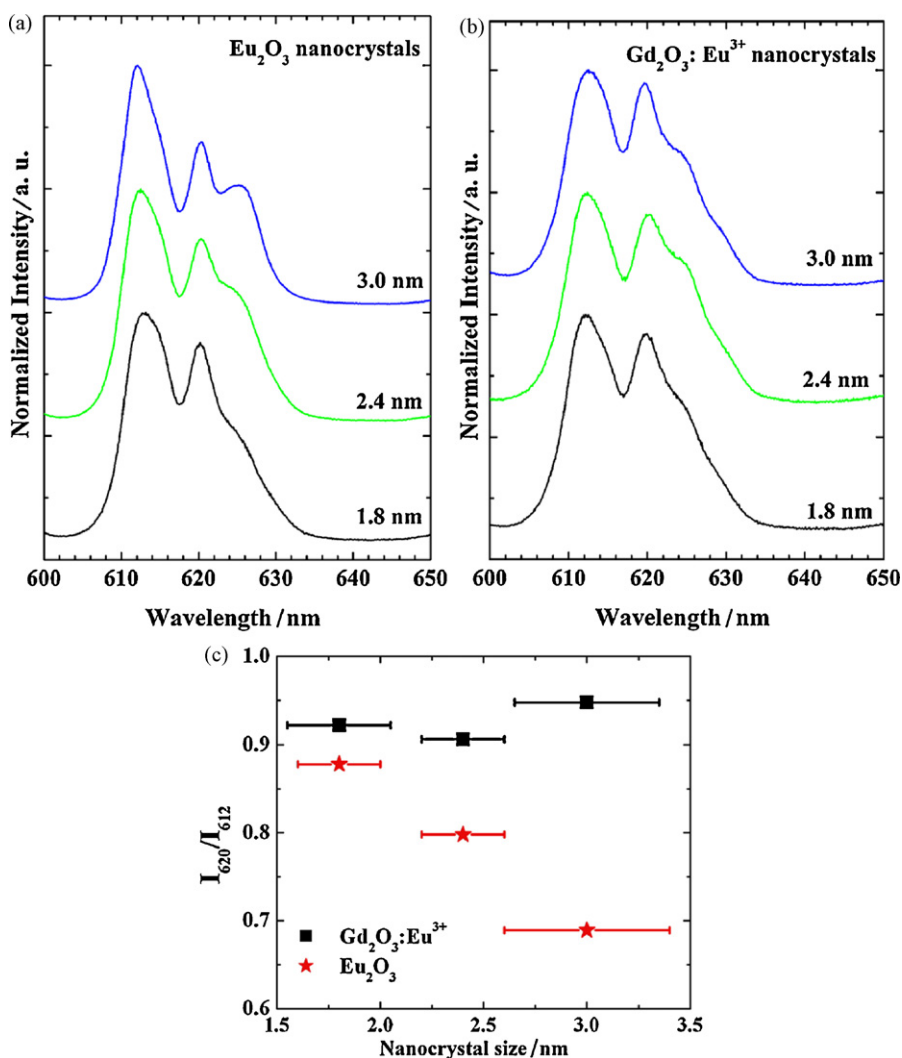 (a)
Eu₂O₃ nanocrystals
Normalized Intensity/a. u.
3.0 nm
2.4 nm
1.8 nm
600 610 620 630 640 650
Wavelength/nm
(b)
Gd₂O₃: Eu³⁺ nanocrystals
Normalized Intensity/a. u.
3.0 nm
2.4 nm
1.8 nm
600 610 620 630 640 650
Wavelength/nm
(c)
1.0
0.9
0.8
0.7
0.6
I₆₂₀/I₆₁₂
Gd₂O₃:Eu³⁺
Eu₂O₃
1.5 2.0 2.5 3.0 3.5
Nanocrystal size/nm